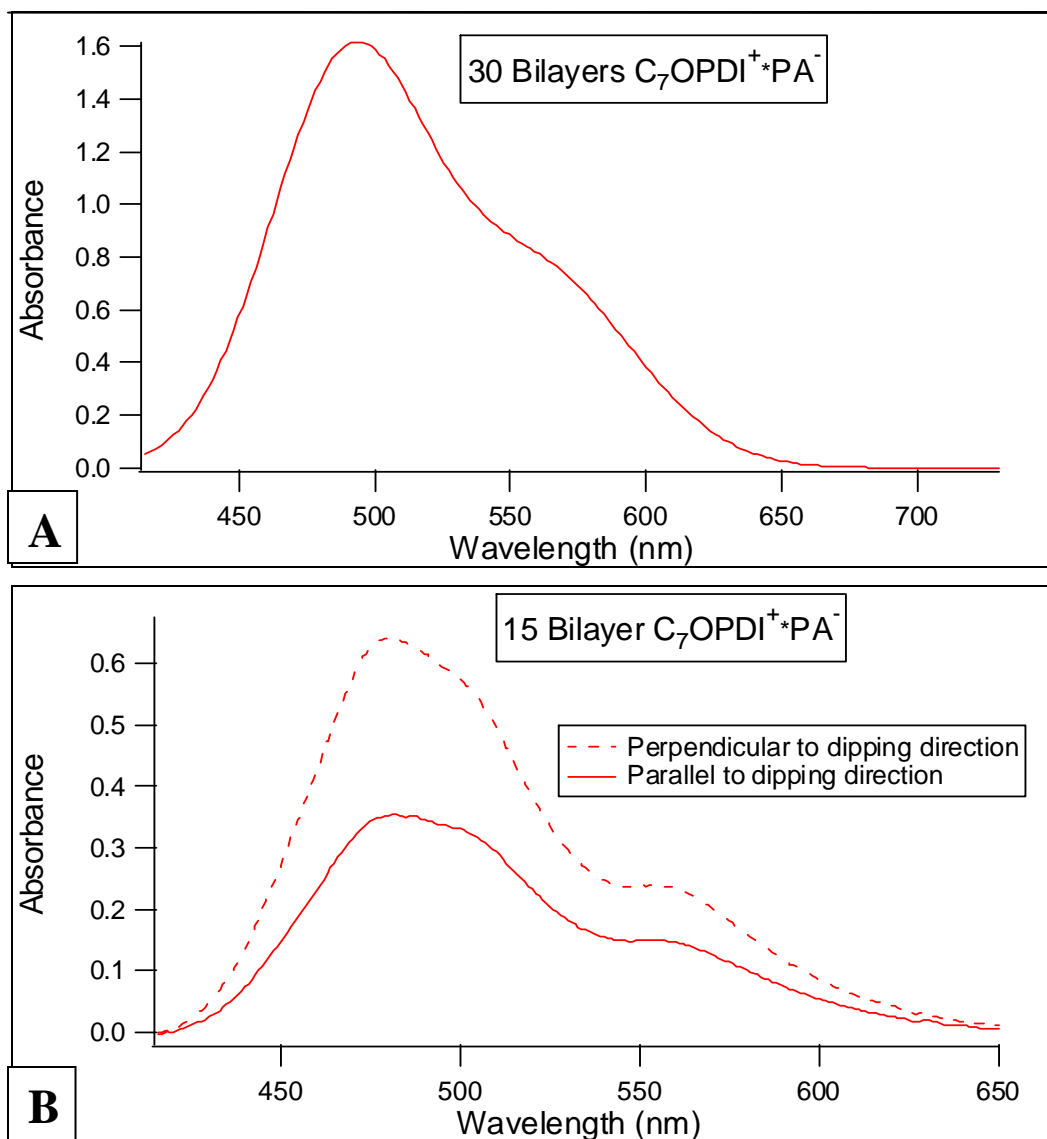 30 Bilayers C₇OPDI⁺*PA⁻
Absorbance
1.6
1.4
1.2
1.0
0.8
0.6
0.4
0.2
0.0
450 500 550 600 650 700
Wavelength (nm)
A
15 Bilayer C₇OPDI⁺*PA⁻
Perpendicular to dipping direction
Parallel to dipping direction
Absorbance
0.6
0.5
0.4
0.3
0.2
0.1
0.0
450 500 550 600 650
Wavelength (nm)
B